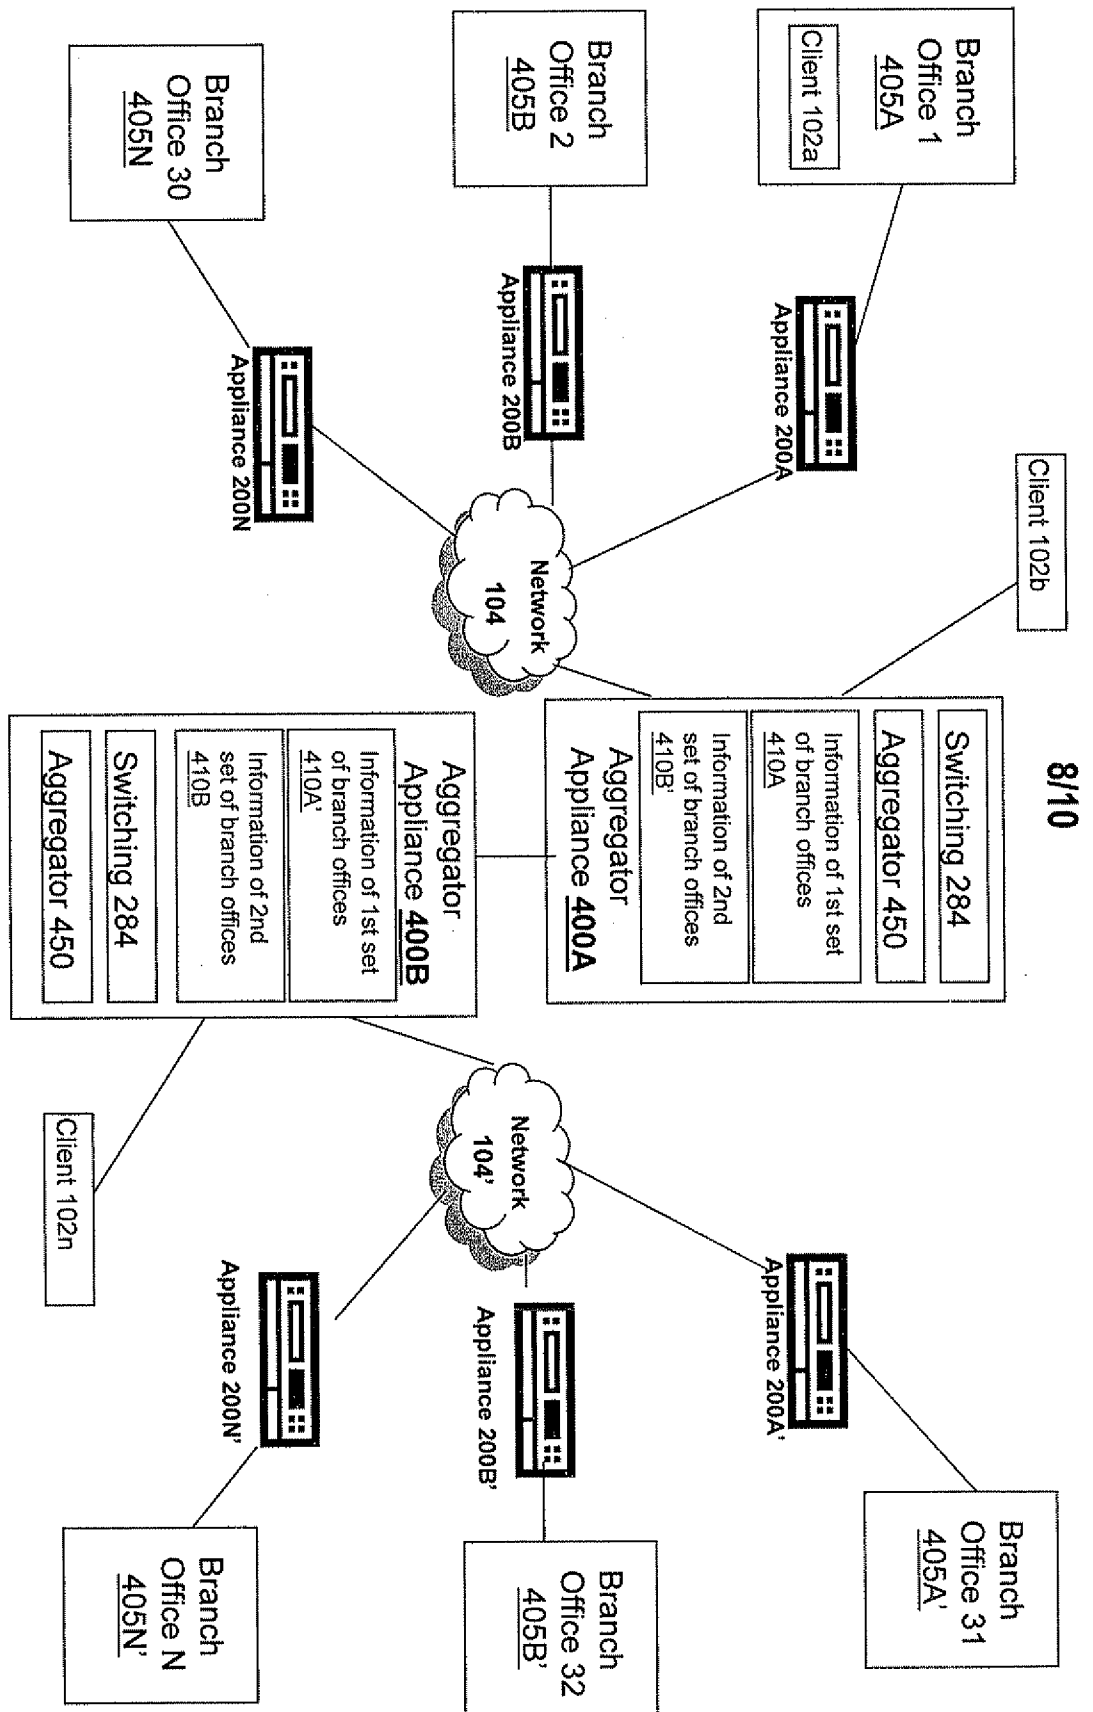 8/10
Branch
Office 1
405A
Client 102a
Branch
Office 2
405B
Branch
Office 30
405N
Appliance 200A
Appliance 200B
Appliance 200N
Network
104
Client 102b
Switching 284
Aggregator 450
Information of 1st set
of branch offices
410A
Information of 2nd
set of branch offices
410B'
Aggregator
Appliance 400A
Aggregator
Appliance 400B
Information of 1st set
of branch offices
410A'
Information of 2nd
set of branch offices
410B
Switching 284
Aggregator 450
Network
104'
Client 102n
Appliance 200A'
Appliance 200B'
Appliance 200N'
Branch
Office 31
405A'
Branch
Office 32
405B'
Branch
Office N
405N'